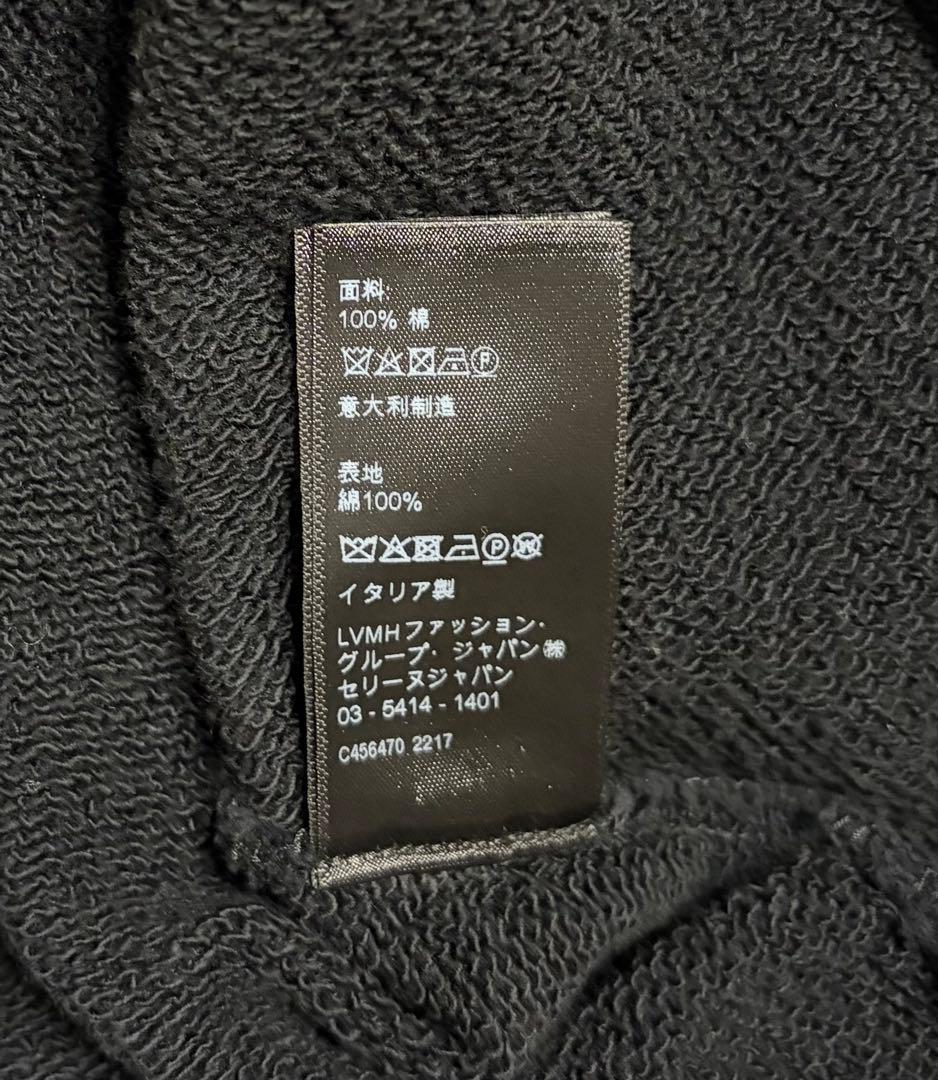 面料
100% 棉
意大利制造
表地
綿100%
イタリア製
LVMHファッション・
グループ・ジャパン㈱
セリーヌジャパン
03 - 5414 - 1401
C456470 2217